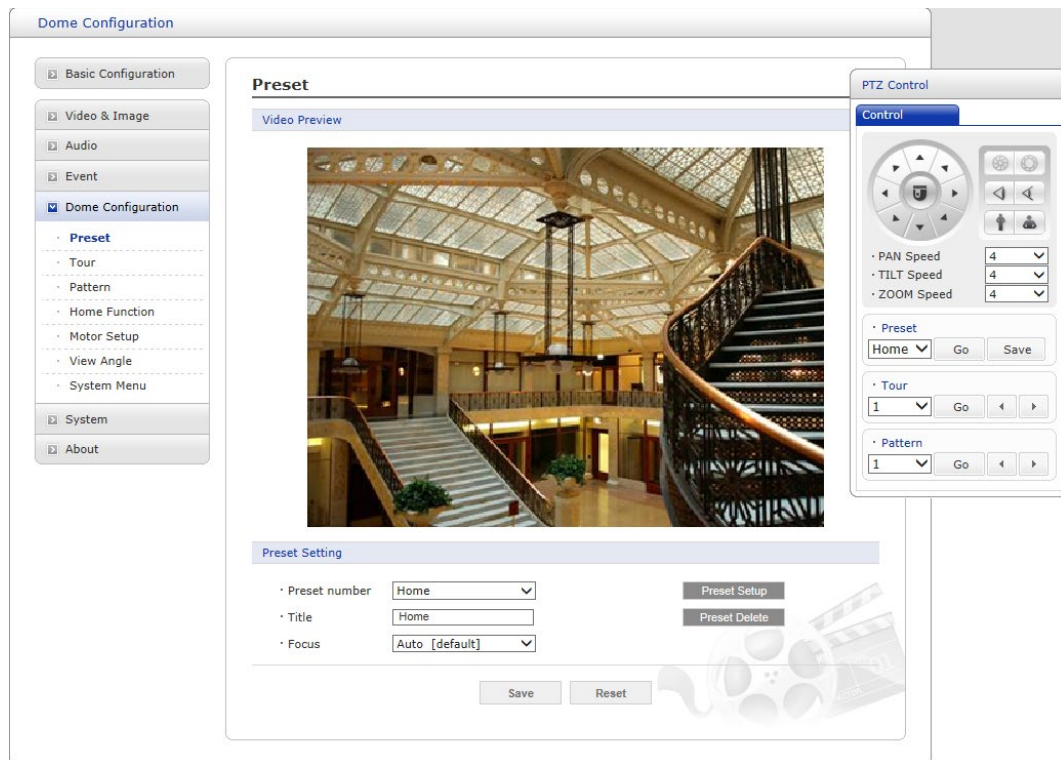 Dome Configuration
Basic Configuration
Video & Image
Audio
Event
Dome Configuration
· Preset
· Tour
· Pattern
· Home Function
· Motor Setup
· View Angle
· System Menu
System
About
Preset
Video Preview
Preset Setting
· Preset number Home Preset Setup
· Title Home Preset Delete
· Focus Auto [default]
Save Reset
PTZ Control
Control
· PAN Speed 4
· TILT Speed 4
· ZOOM Speed 4
· Preset
Home Go Save
· Tour
1 Go
· Pattern
1 Go